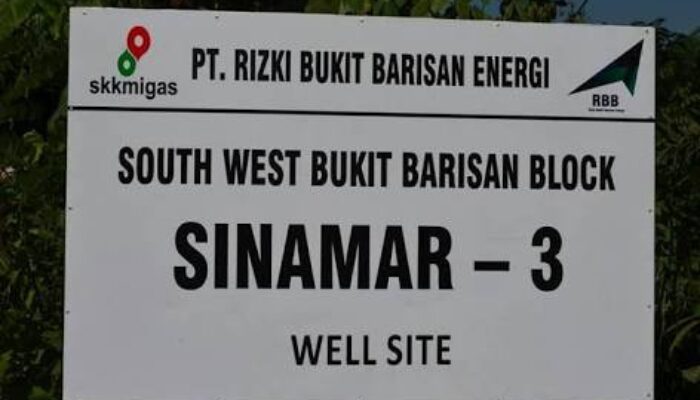 skkmigas
PT. RIZKI BUKIT BARISAN ENERGI
RBB
SOUTH WEST BUKIT BARISAN BLOCK
SINAMAR – 3
WELL SITE